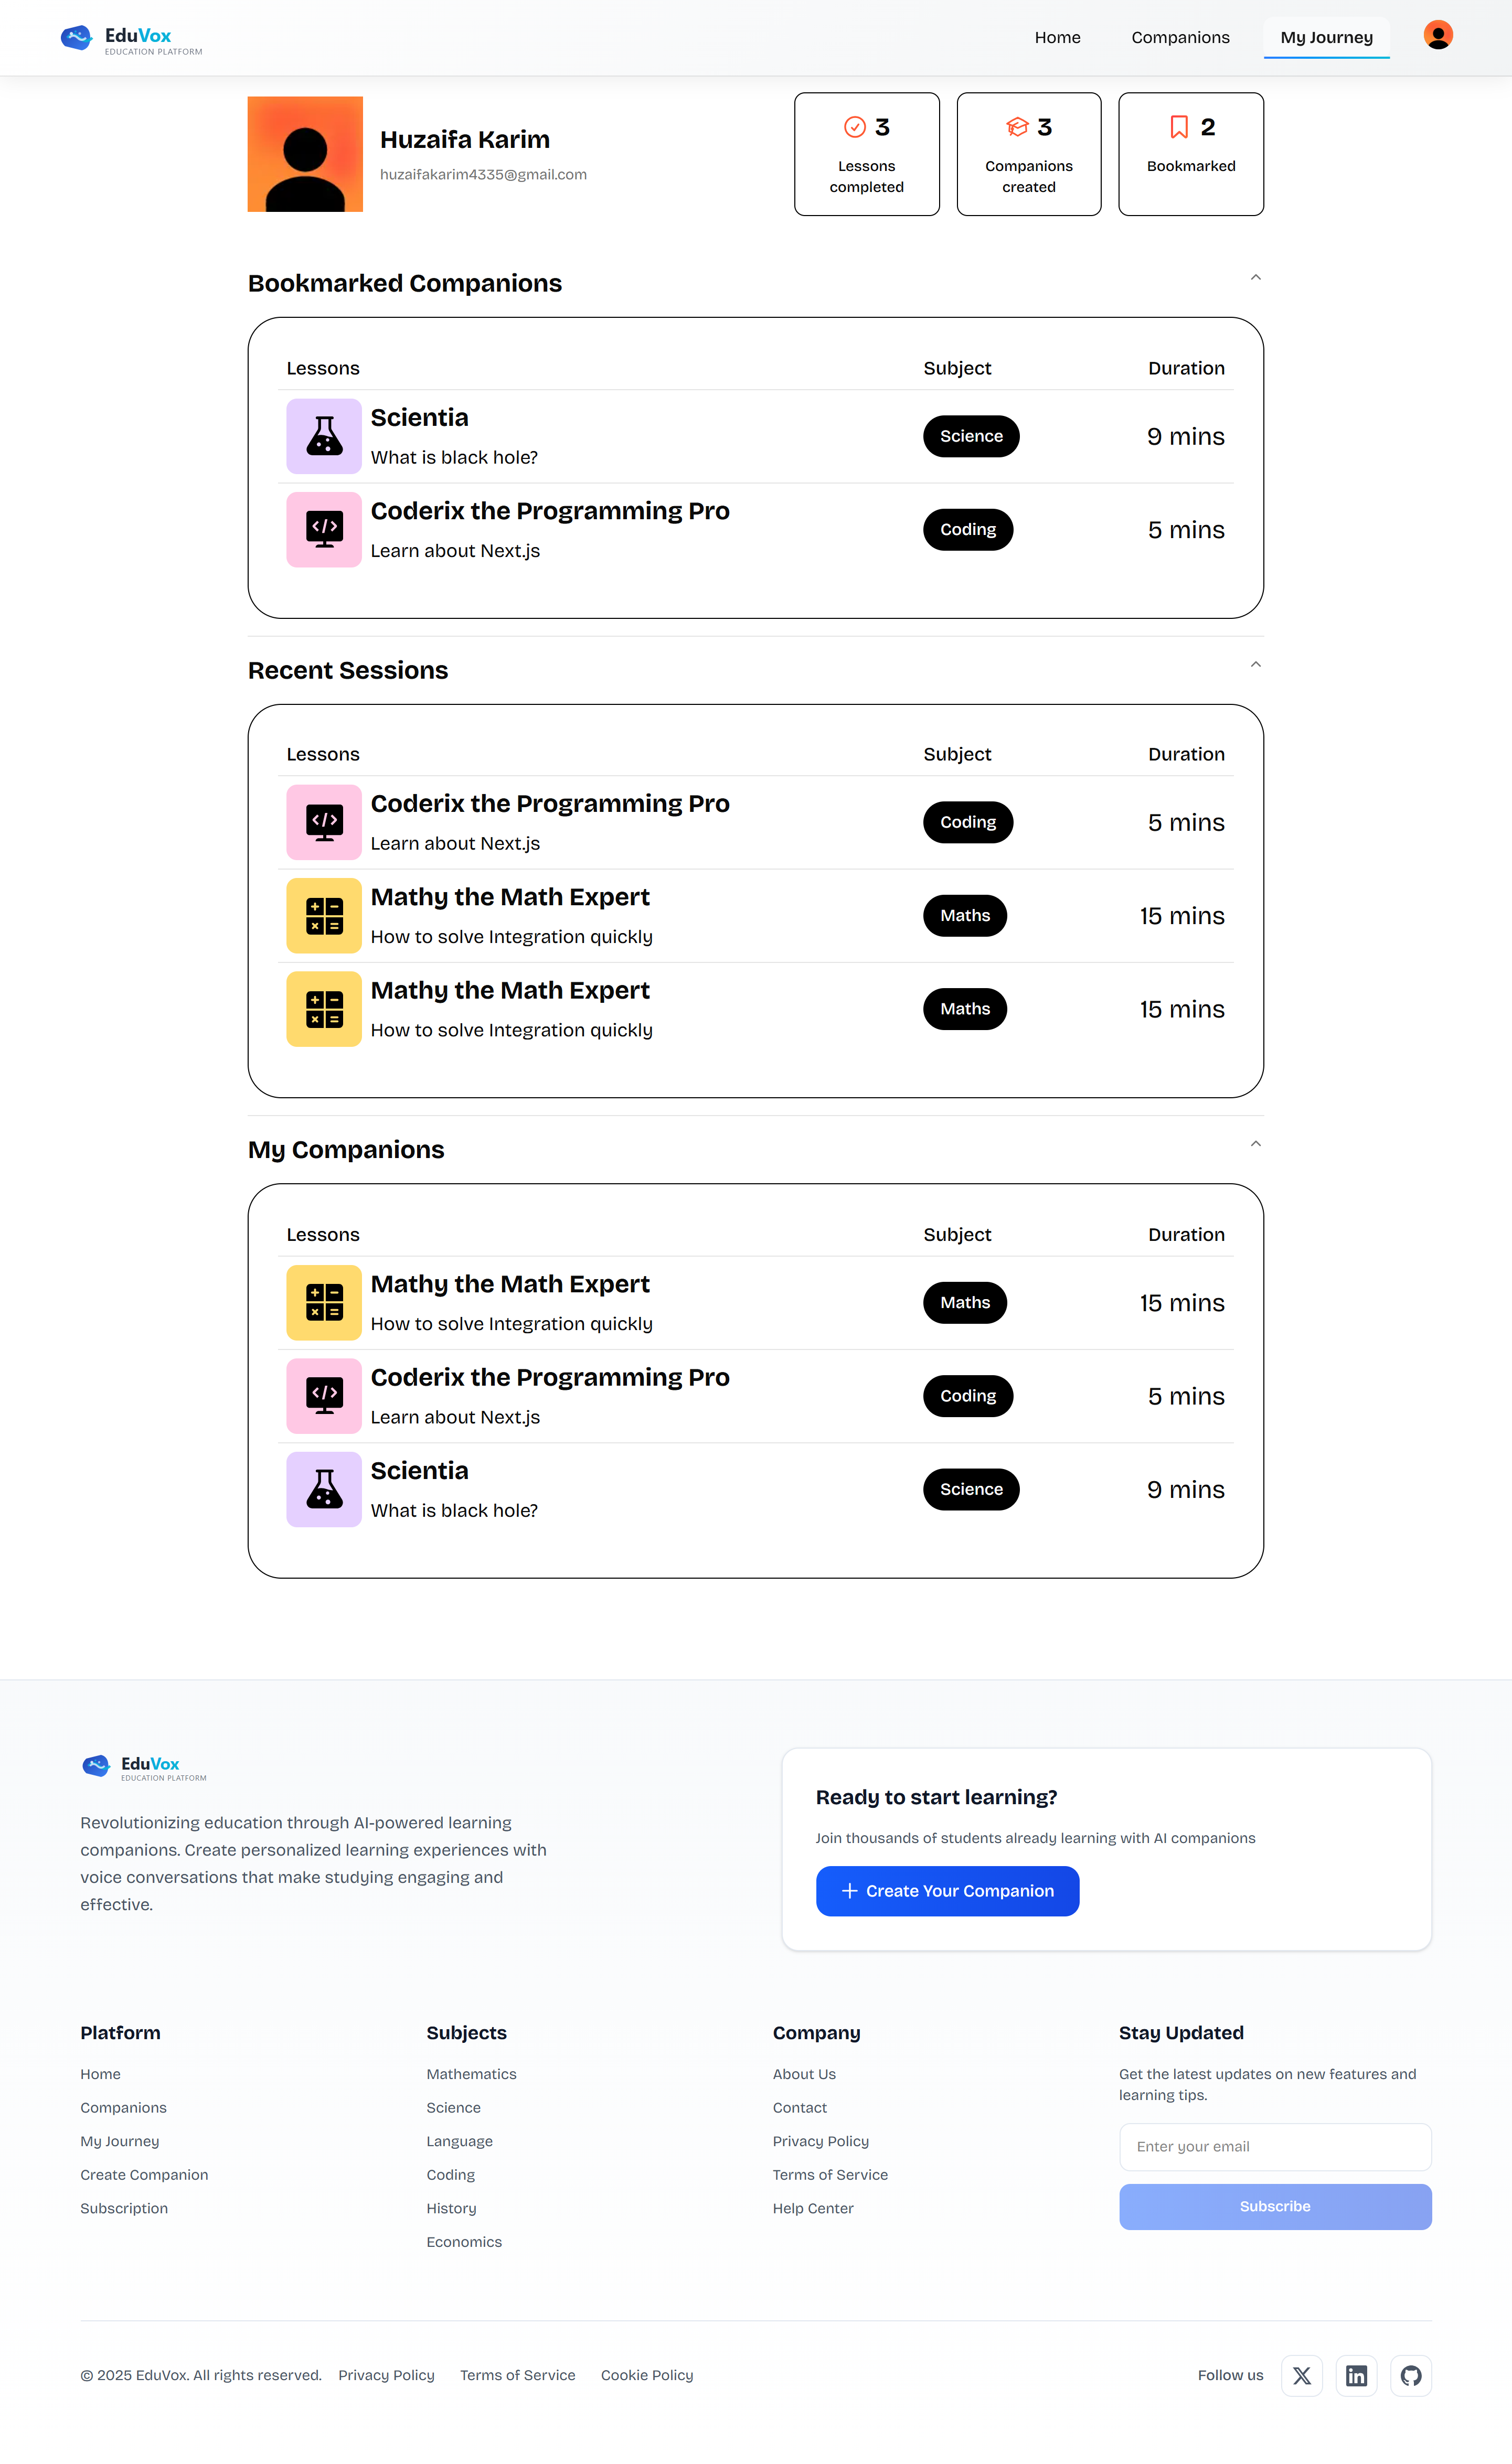 EduVox
EDUCATION PLATFORM
Home
Companions
My Journey
Huzaifa Karim
huzaifakarim4335@gmail.com
3
Lessons
completed
3
Companions
created
2
Bookmarked
Bookmarked Companions
Lessons
Subject
Duration
Scientia
What is black hole?
Science
9 mins
Coderix the Programming Pro
Learn about Next.js
Coding
5 mins
Recent Sessions
Lessons
Subject
Duration
Coderix the Programming Pro
Learn about Next.js
Coding
5 mins
Mathy the Math Expert
How to solve Integration quickly
Maths
15 mins
Mathy the Math Expert
How to solve Integration quickly
Maths
15 mins
My Companions
Lessons
Subject
Duration
Mathy the Math Expert
How to solve Integration quickly
Maths
15 mins
Coderix the Programming Pro
Learn about Next.js
Coding
5 mins
Scientia
What is black hole?
Science
9 mins
EduVox
EDUCATION PLATFORM
Revolutionizing education through AI-powered learning
companions. Create personalized learning experiences with
voice conversations that make studying engaging and
effective.
Ready to start learning?
Join thousands of students already learning with AI companions
Create Your Companion
Platform
Home
Companions
My Journey
Create Companion
Subscription
Subjects
Mathematics
Science
Language
Coding
History
Economics
Company
About Us
Contact
Privacy Policy
Terms of Service
Help Center
Stay Updated
Get the latest updates on new features and
learning tips.
Enter your email
Subscribe
© 2025 EduVox. All rights reserved.
Privacy Policy
Terms of Service
Cookie Policy
Follow us